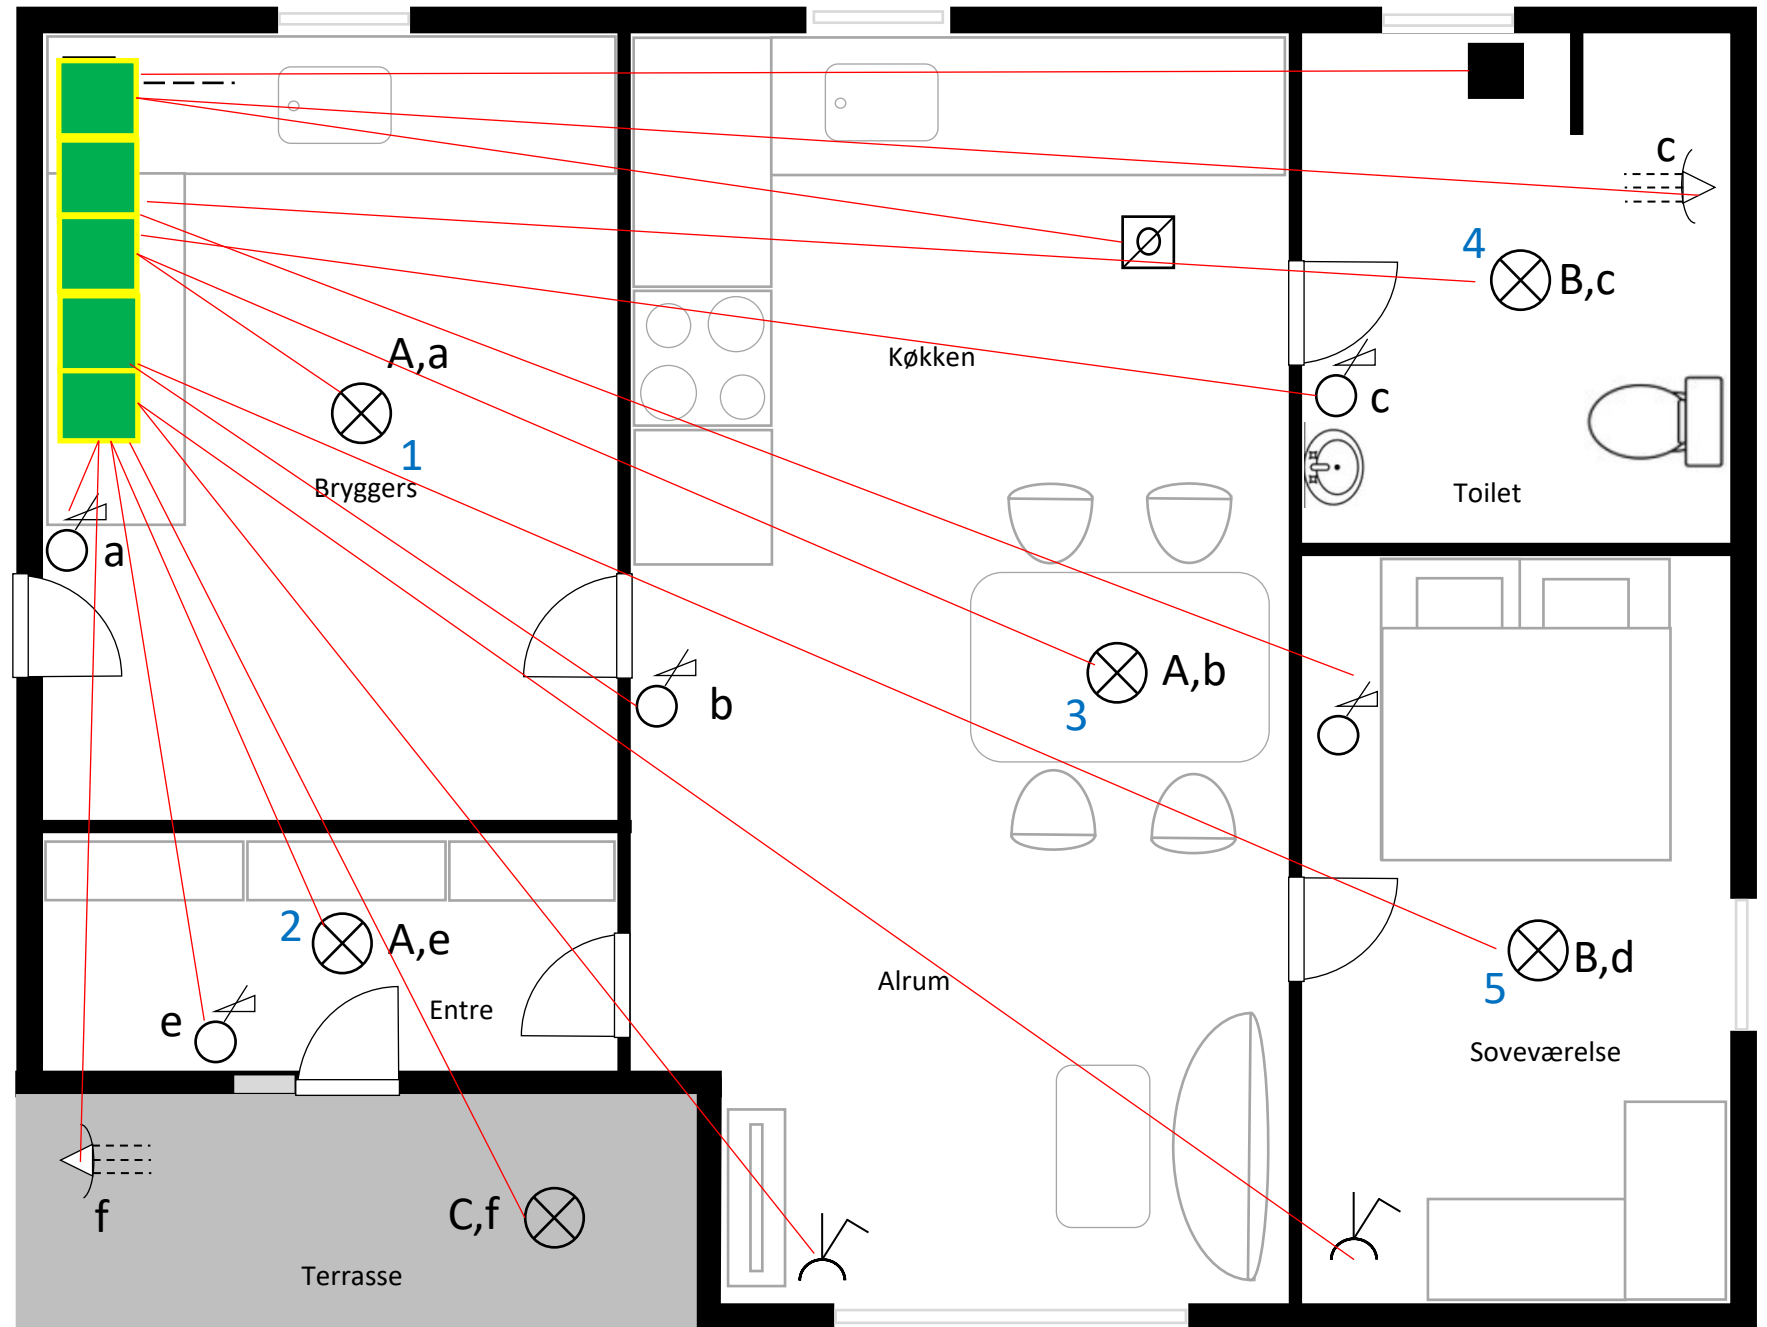 c
4
B,c
A,a
Køkken
c
1
Bryggers
Toilet
a
A,b
b
3
2
A,e
B,d
Alrum
5
Entre
e
Soveværelse
C,f
f
Terrasse